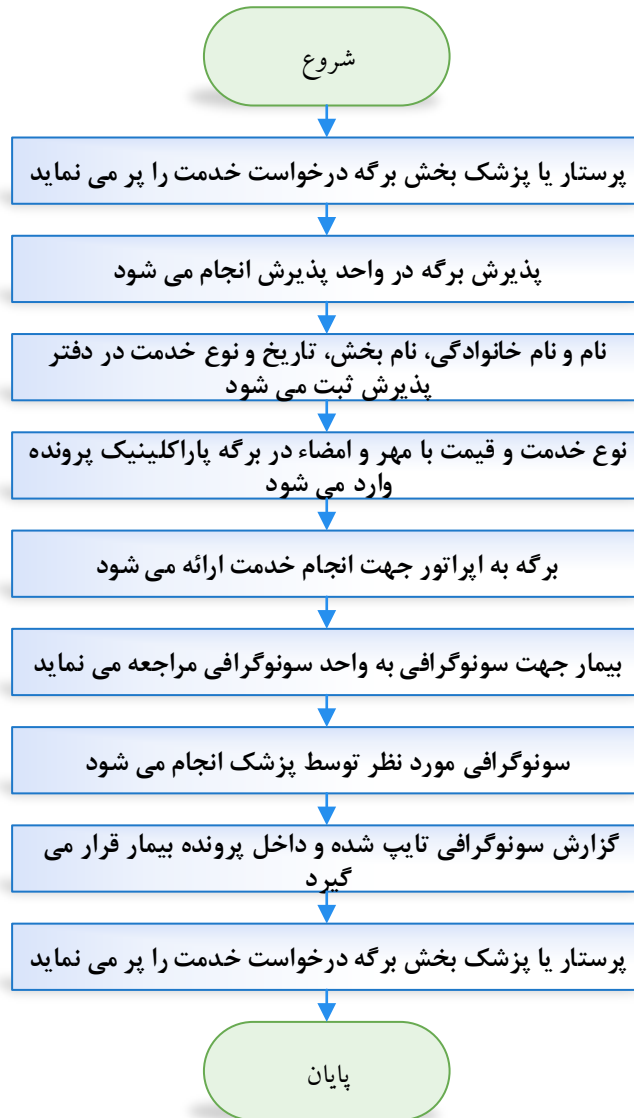 شروع
پرستار یا پزشک بخش برگه درخواست خدمت را پر می نماید
پذیرش برگه در واحد پذیرش انجام می شود
نام و نام خانوادگی، نام بخش، تاریخ و نوع خدمت در دفتر
پذیرش ثبت می شود
نوع خدمت و قیمت با مهر و امضاء در برگه پاراکلینیک پرونده
وارد می شود
برگه به اپراتور جهت انجام خدمت ارائه می شود
بیمار جهت سونوگرافی به واحد سونوگرافی مراجعه می نماید
سونوگرافی مورد نظر توسط پزشک انجام می شود
گزارش سونوگرافی تایپ شده و داخل پرونده بیمار قرار می
گیرد
پرستار یا پزشک بخش برگه درخواست خدمت را پر می نماید
پایان